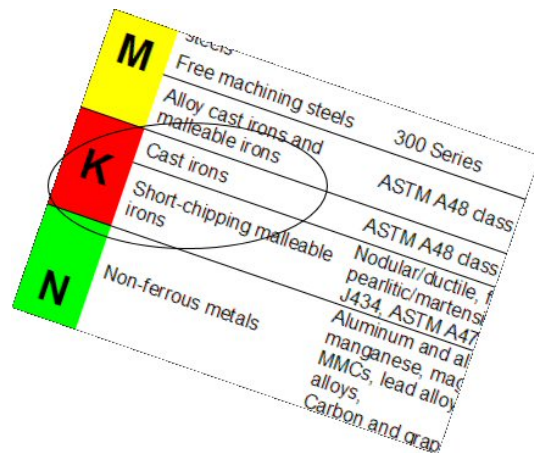 M
steels
Free machining steels
300 Series
Alloy cast irons and
malleable irons
ASTM A48 class
K
Cast irons
ASTM A48 class
Short-chipping malleable
irons
Nodular/ductile,
pearlitic/martens
J434, ASTM A47
N
Non-ferrous metals
Aluminum and al
manganese, mag
MMCs, lead alloy
alloys,
Carbon and grap